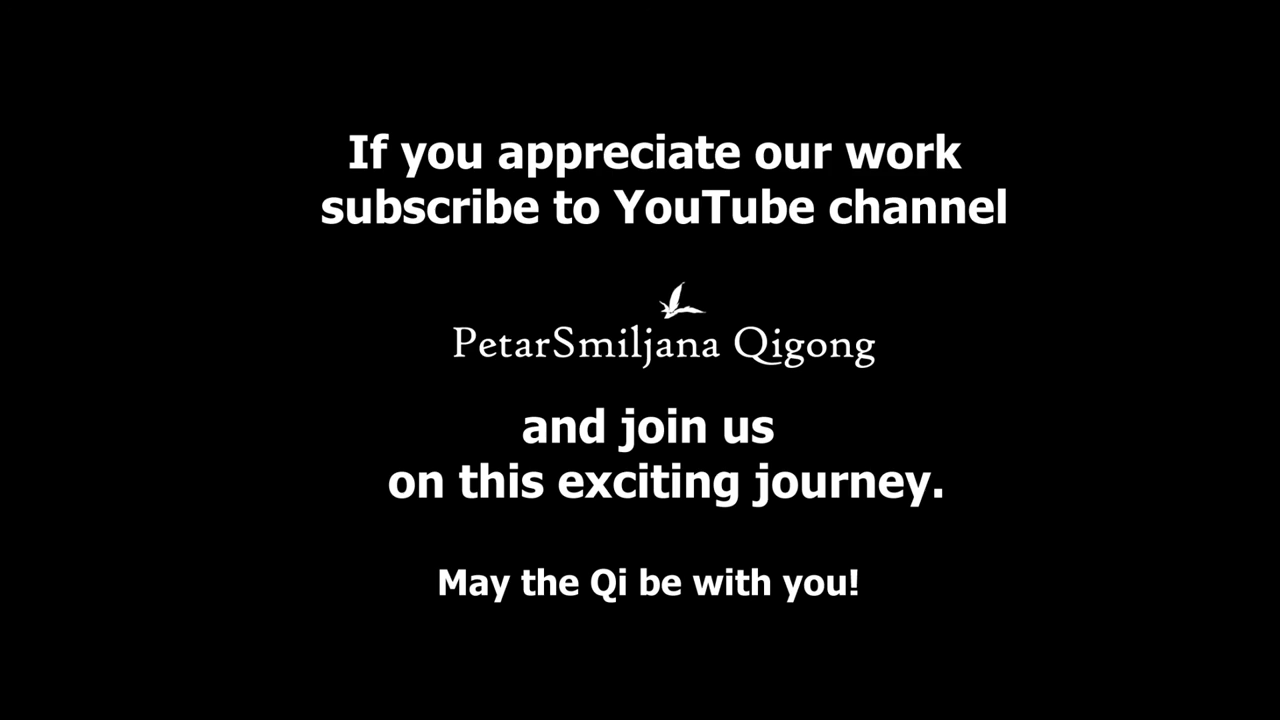 If you appreciate our work
subscribe to YouTube channel
PetarSmiljana Qigong
and join us
on this exciting journey.
May the Qi be with you!